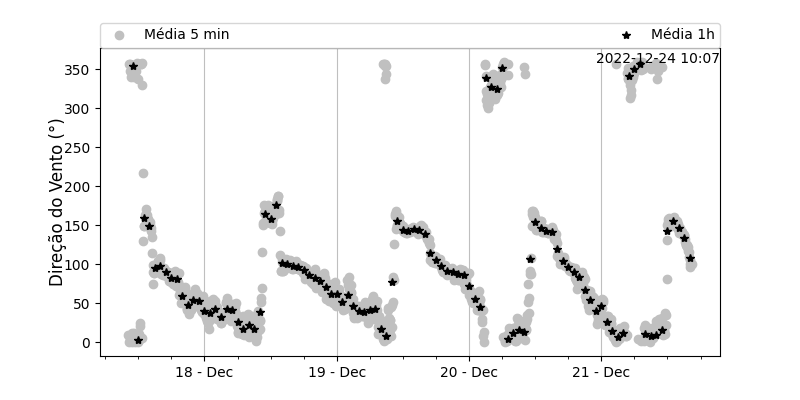 Média 5 min
Média 1h
2022-12-24 10:07
Direção do Vento (°)
350
300
250
200
150
100
50
0
18 - Dec
19 - Dec
20 - Dec
21 - Dec